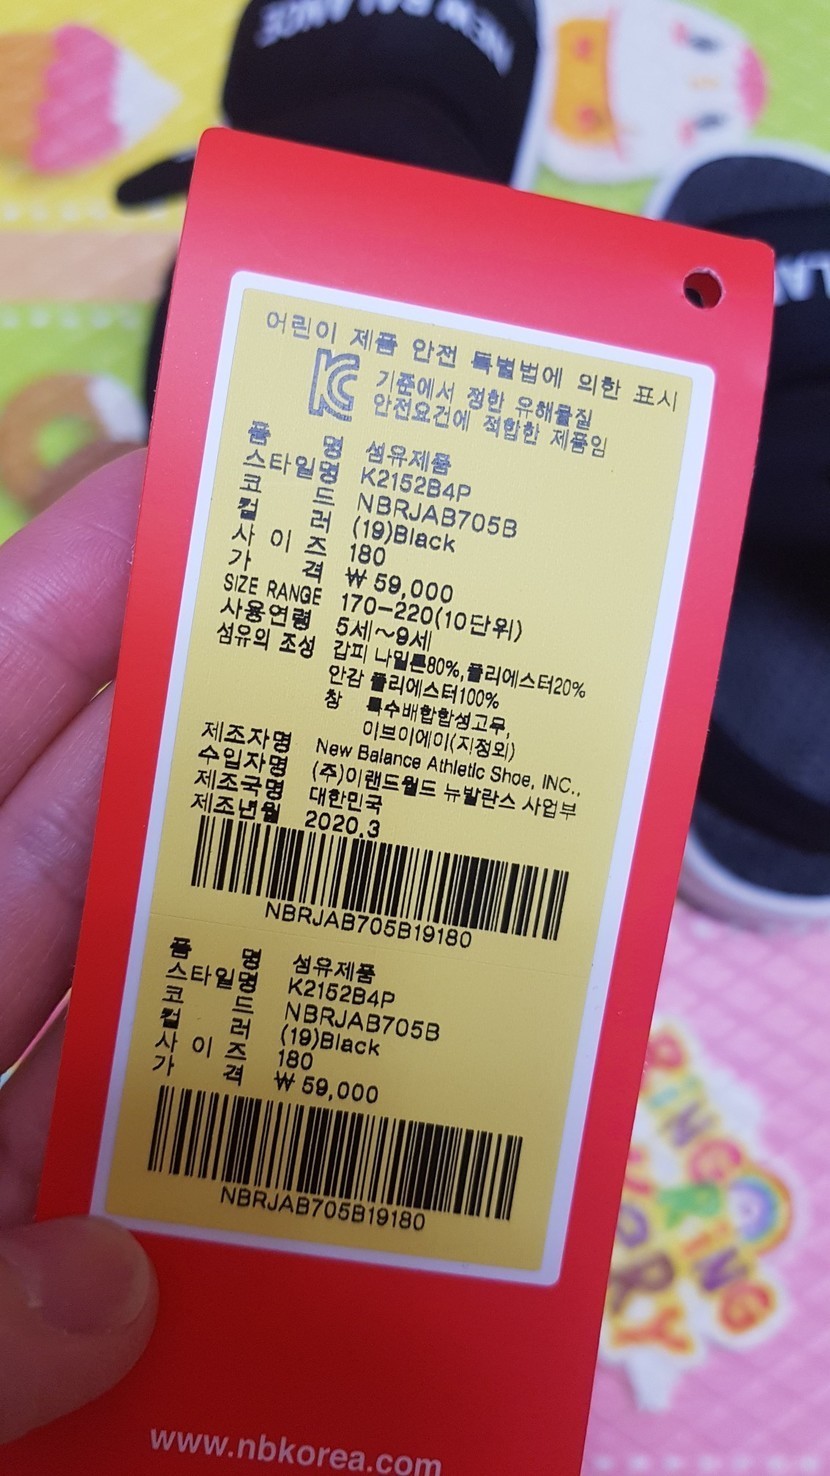 NEW BALANCE
어린이 제품 안전 특별법에 의한 표시
기준에서 정한 유해물질
안전요건에 적합한 제품임
품 명 섬유제품
스타일명 K2152B4P
코 드 NBRJAB705B
컬 러 (19)Black
사 이 즈 180
가 격 ₩ 59,000
SIZE RANGE 170-220(10단위)
사용연령 5세~9세
섬유의 조성 갑피 나일론80%,폴리에스터20%
안감 폴리에스터100%
창 특수배합합성고무,
이브이에이(지정외)
제조자명 New Balance Athletic Shoe, INC.,
수입자명 (주)이랜드월드 뉴발란스 사업부
제조국명 대한민국
제조년월 2020.3
NBRJAB705B19180
품 명 섬유제품
스타일명 K2152B4P
코 드 NBRJAB705B
컬 러 (19)Black
사 이 즈 180
가 격 ₩ 59,000
NBRJAB705B19180
www.nbkorea.com